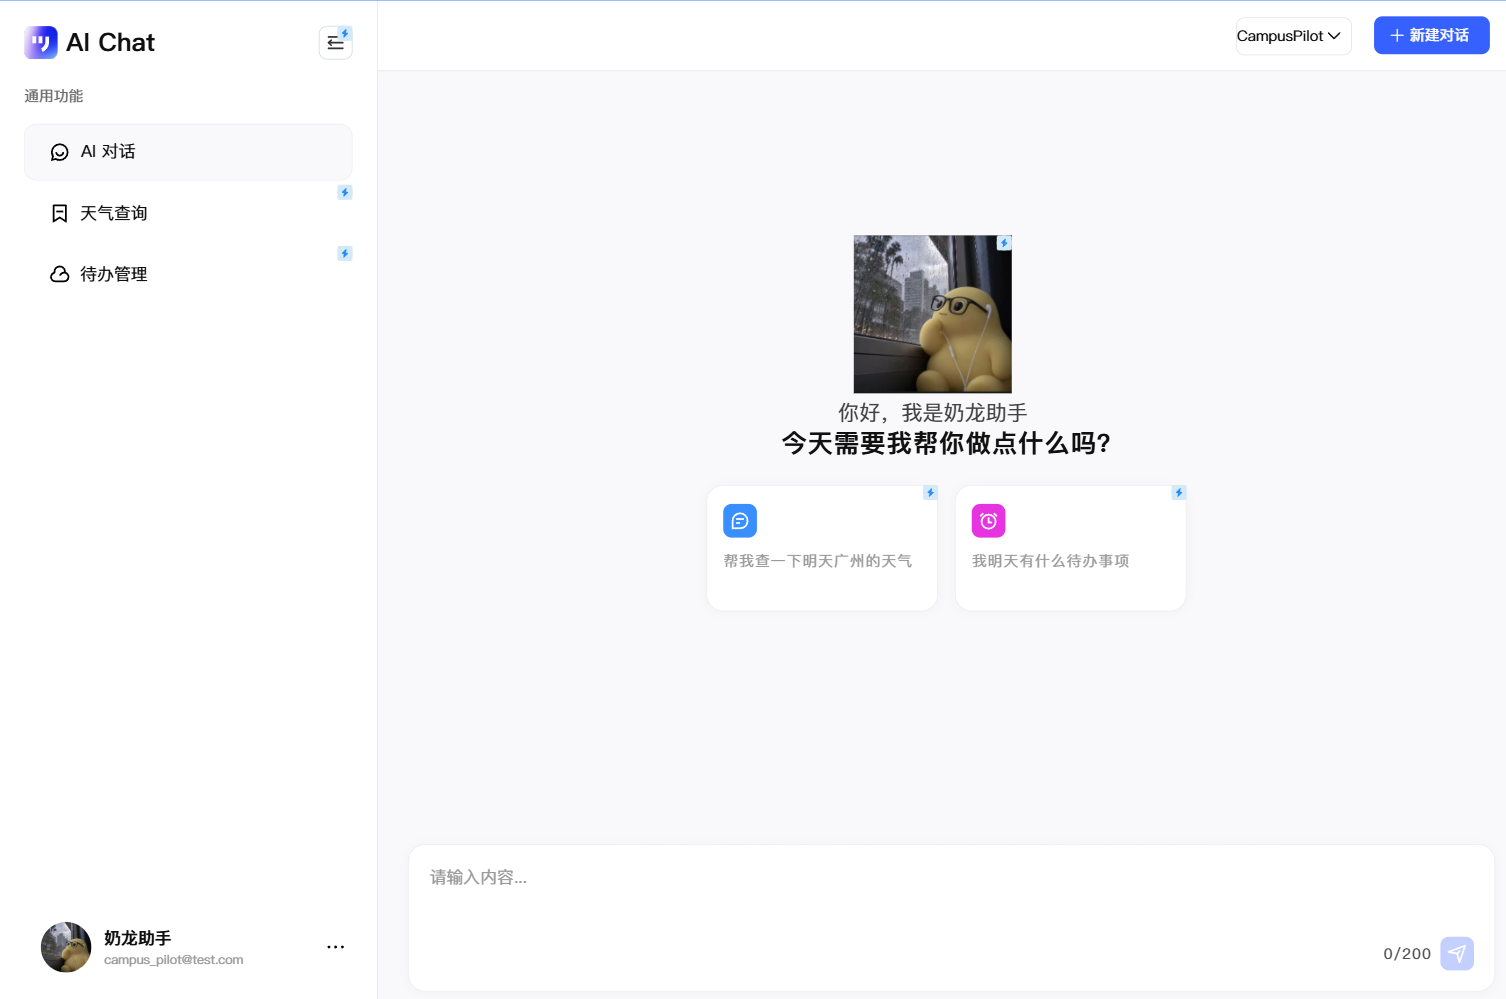 AI Chat
通用功能
AI 对话
天气查询
待办管理
奶龙助手
campus_pilot@test.com
CampusPilot
新建对话
你好，我是奶龙助手
今天需要我帮你做点什么吗?
帮我查一下明天广州的天气
我明天有什么待办事项
请输入内容...
0/200